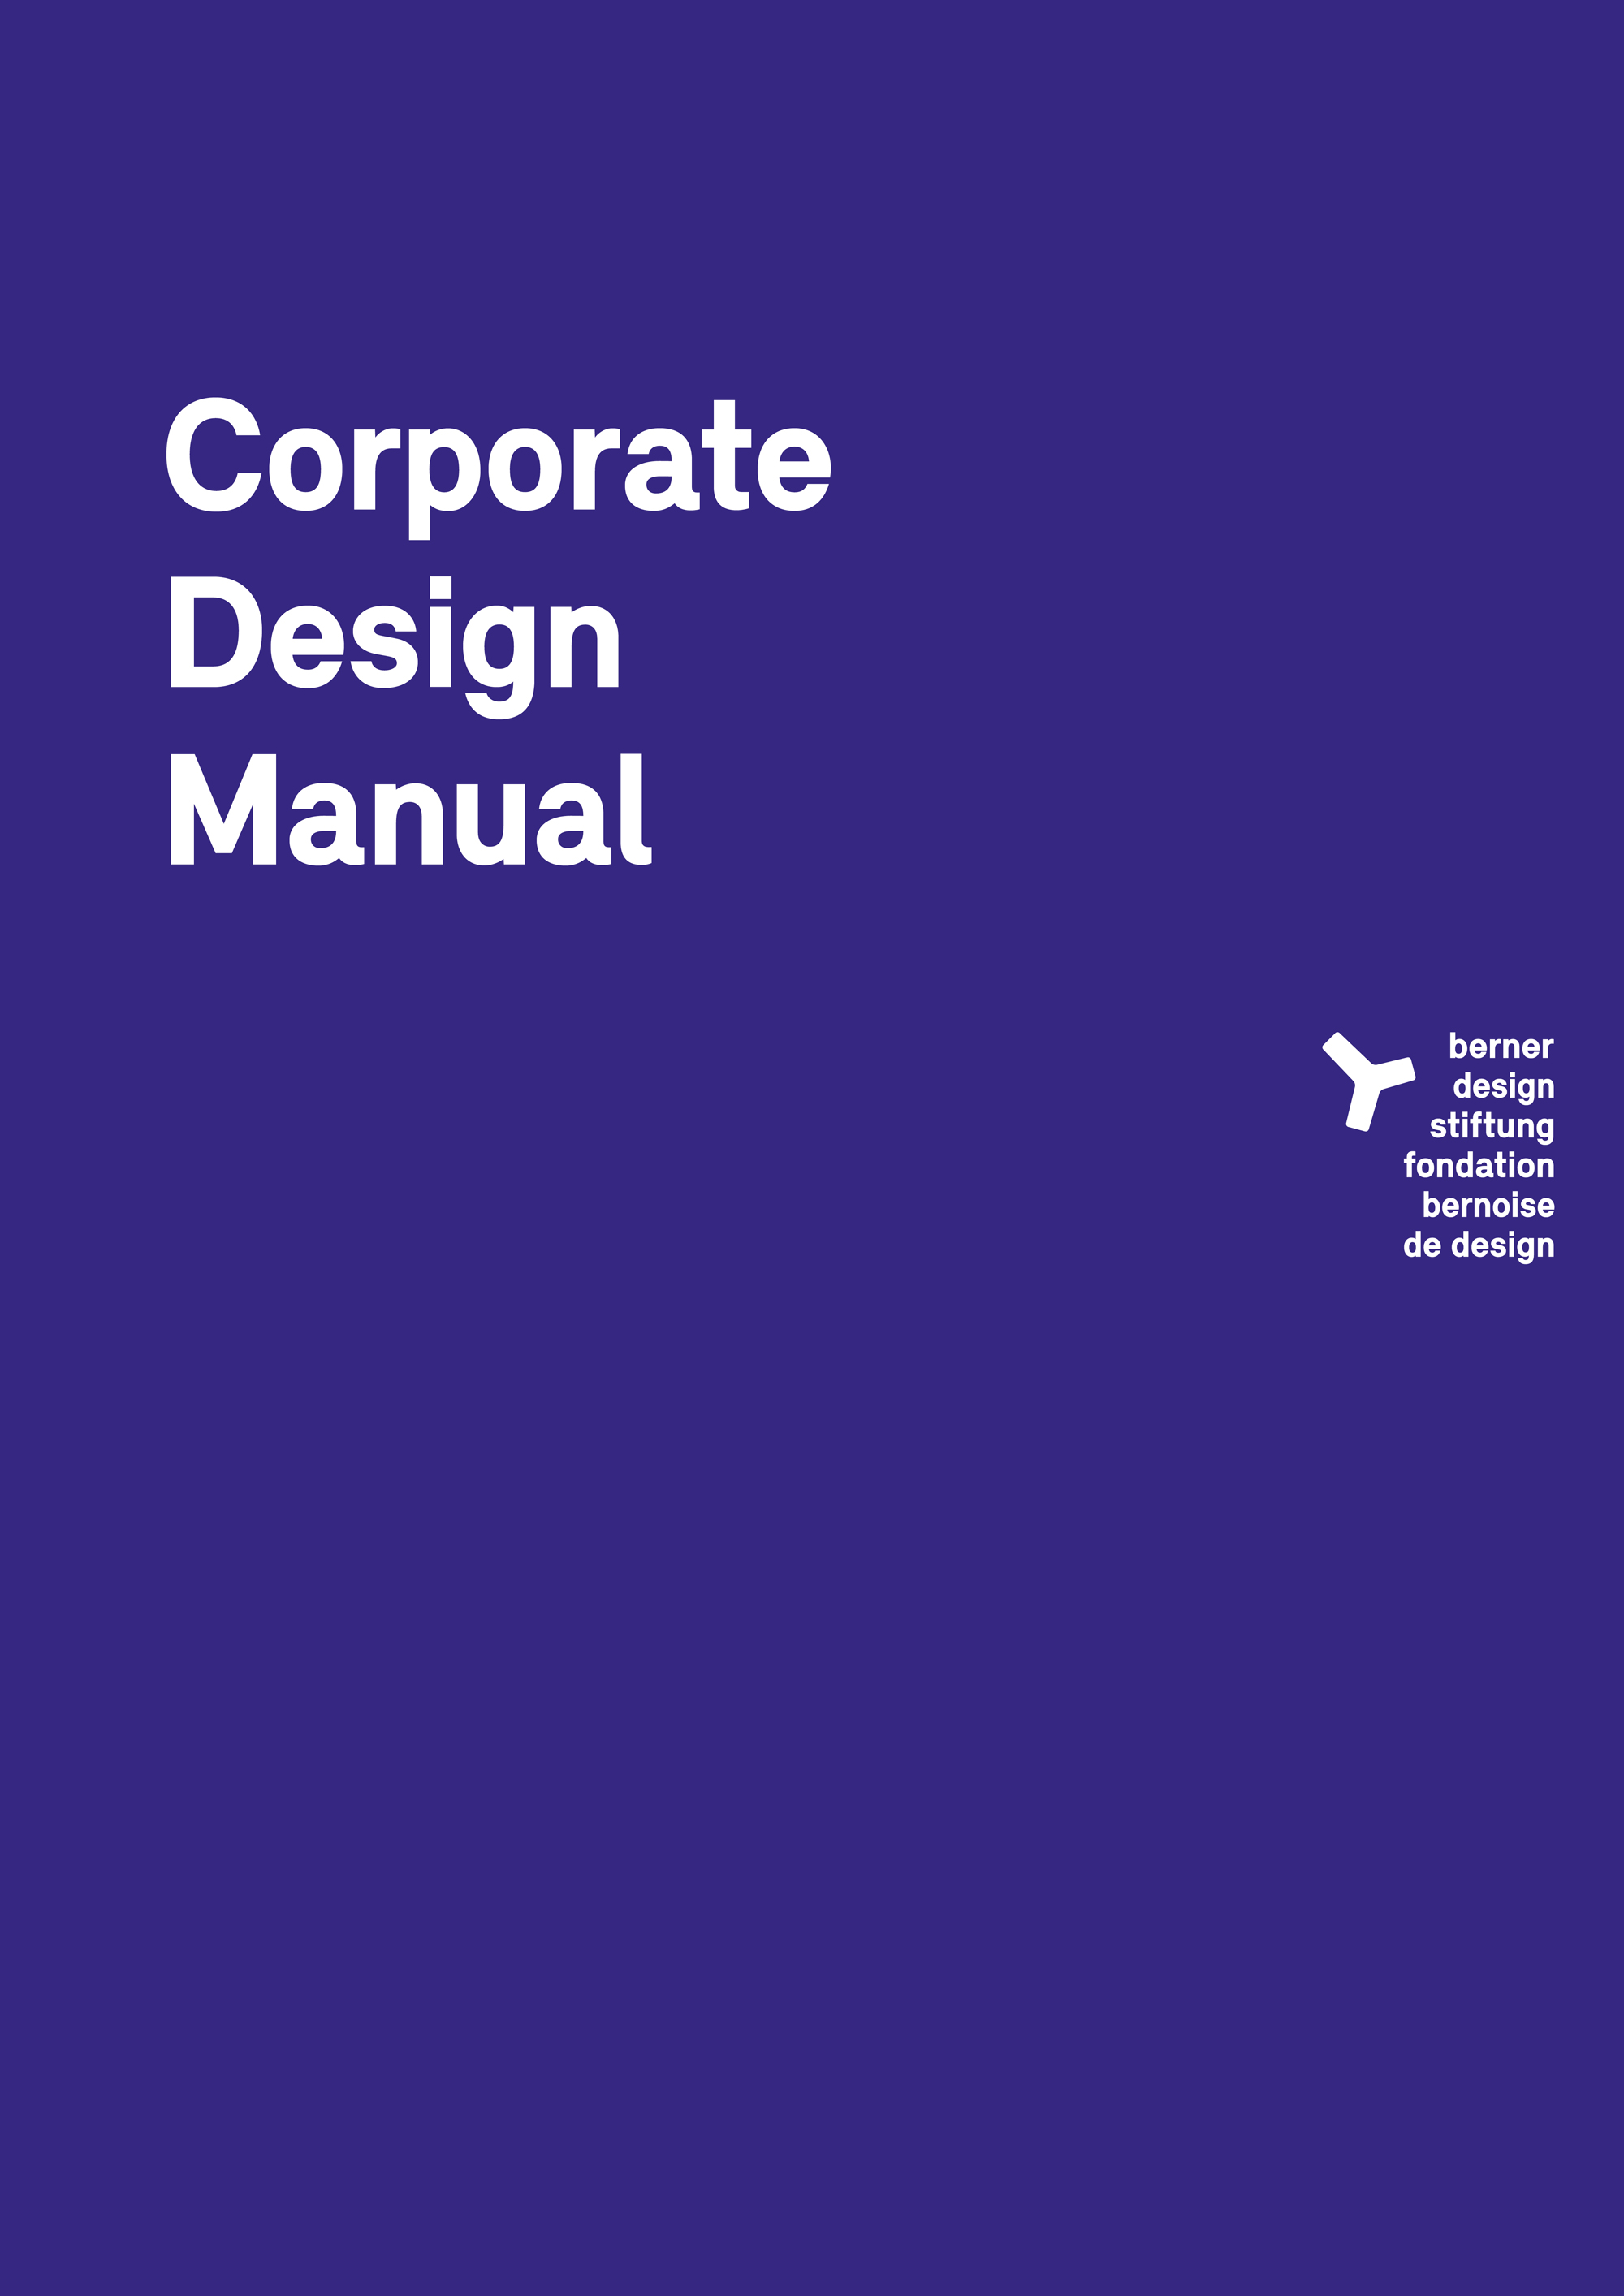 Corporate
Design
Manual
berner
design
stiftung
fondation
bernoise
de design